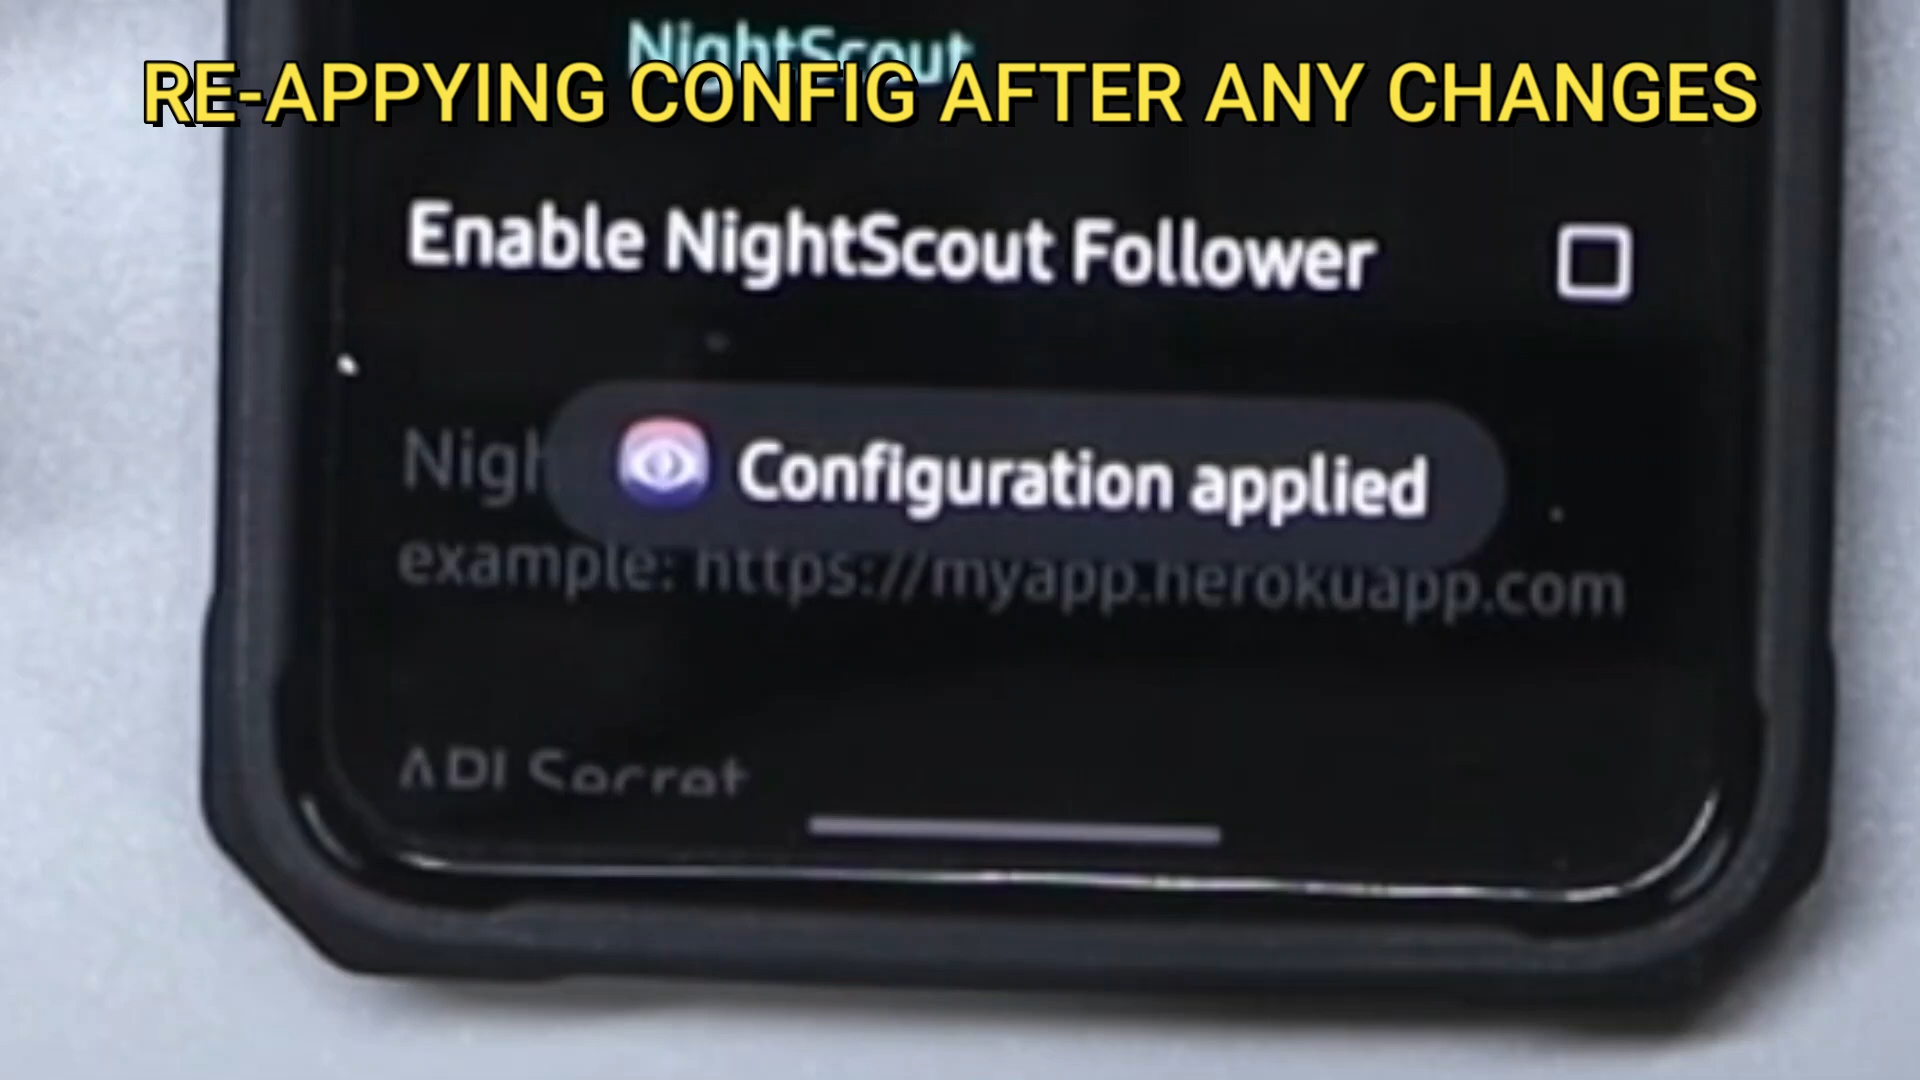 NightScout
RE-APPYING CONFIG AFTER ANY CHANGES
Enable NightScout Follower
Nigh
Configuration applied
example: https://myapp.herokuapp.com
API Secret